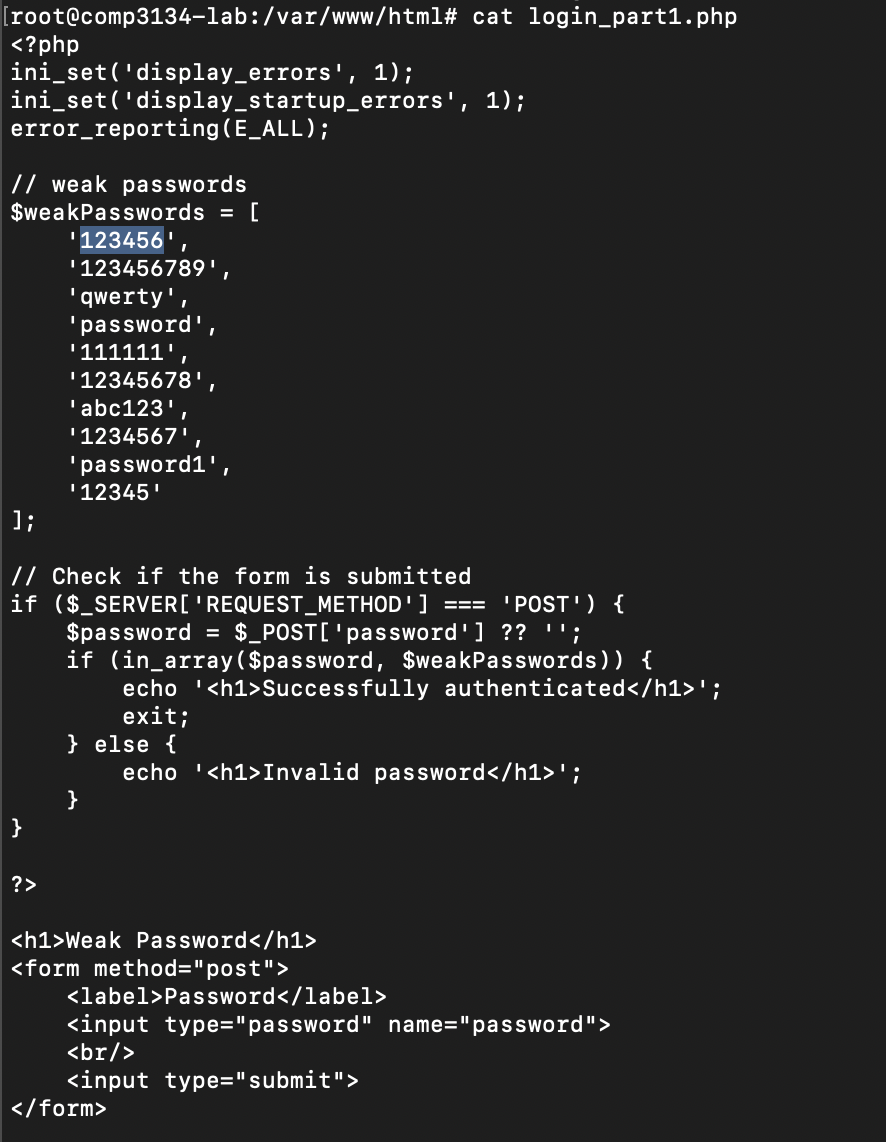 [root@comp3134-lab:/var/www/html# cat login_part1.php
<?php
ini_set('display_errors', 1);
ini_set('display_startup_errors', 1);
error_reporting(E_ALL);

// weak passwords
$weakPasswords = [
    '123456',
    '123456789',
    'qwerty',
    'password',
    '111111',
    '12345678',
    'abc123',
    '1234567',
    'password1',
    '12345'
];

// Check if the form is submitted
if ($_SERVER['REQUEST_METHOD'] === 'POST') {
    $password = $_POST['password'] ?? '';
    if (in_array($password, $weakPasswords)) {
        echo '<h1>Successfully authenticated</h1>';
        exit;
    } else {
        echo '<h1>Invalid password</h1>';
    }
}

?>

<h1>Weak Password</h1>
<form method="post">
    <label>Password</label>
    <input type="password" name="password">
    <br/>
    <input type="submit">
</form>